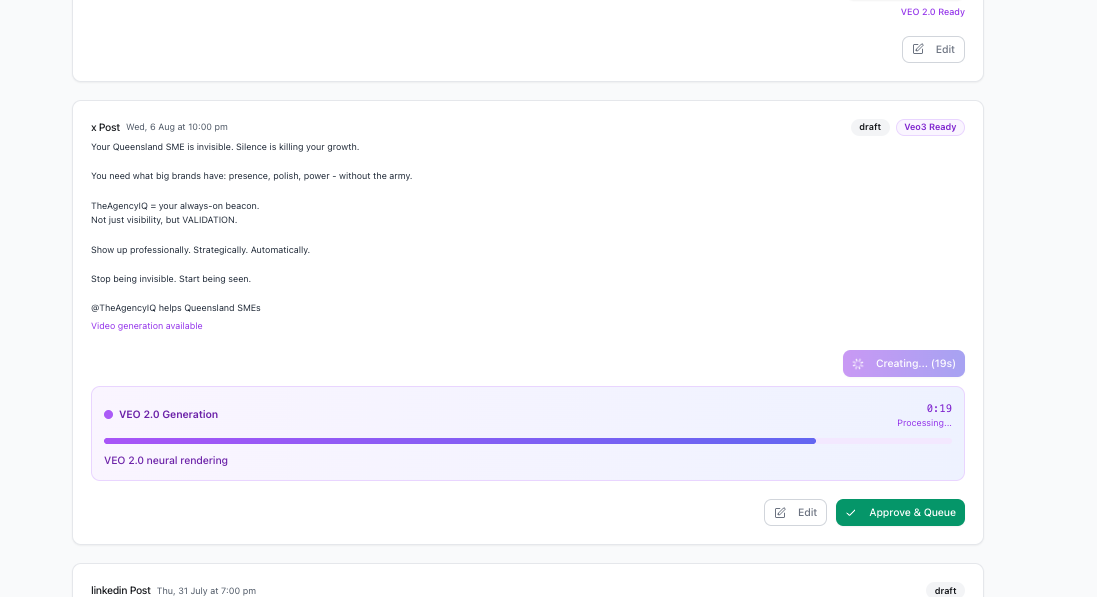 VEO 2.0 Ready
Edit
x Post Wed, 6 Aug at 10:00 pm
draft Veo3 Ready
Your Queensland SME is invisible. Silence is killing your growth.
You need what big brands have: presence, polish, power - without the army.
TheAgencyIQ = your always-on beacon.
Not just visibility, but VALIDATION.
Show up professionally. Strategically. Automatically.
Stop being invisible. Start being seen.
@TheAgencyIQ helps Queensland SMEs
Video generation available
Creating... (19s)
VEO 2.0 Generation
0:19
Processing...
VEO 2.0 neural rendering
Edit
Approve & Queue
linkedin Post Thu, 31 July at 7:00 pm
draft